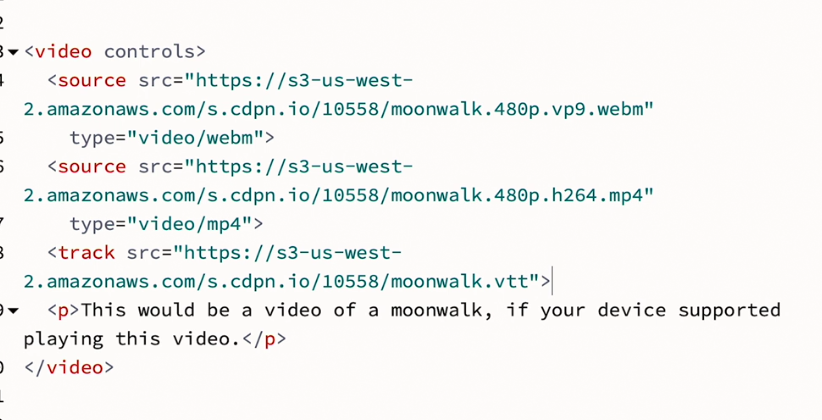 2
3 <video controls>
4 <source src="https://s3-us-west-
2.amazonaws.com/s.cdpn.io/10558/moonwalk.480p.vp9.webm"
5 type="video/webm">
6 <source src="https://s3-us-west-
2.amazonaws.com/s.cdpn.io/10558/moonwalk.480p.h264.mp4"
7 type="video/mp4">
8 <track src="https://s3-us-west-
2.amazonaws.com/s.cdpn.io/10558/moonwalk.vtt">
9 <p>This would be a video of a moonwalk, if your device supported
playing this video.</p>
0 </video>
1